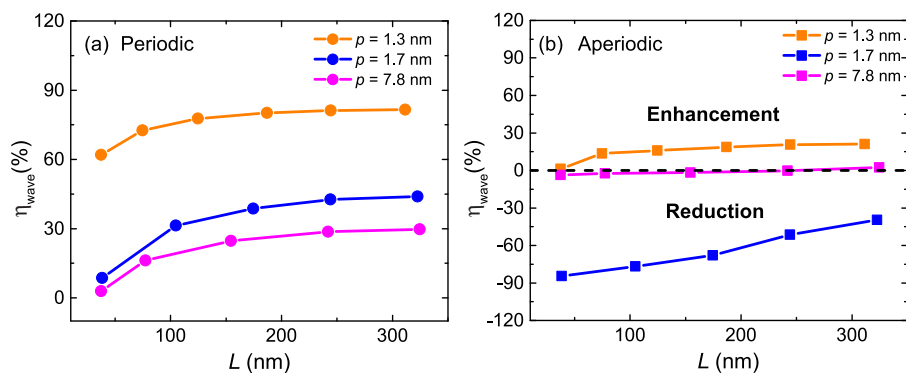 (a) Periodic
p = 1.3 nm
p = 1.7 nm
p = 7.8 nm
120
90
60
30
0
η_wave(%)
100
200
300
L (nm)
(b) Aperiodic
p = 1.3 nm
p = 1.7 nm
p = 7.8 nm
Enhancement
Reduction
120
90
60
30
0
-30
-60
-90
-120
η_wave(%)
100
200
300
L (nm)